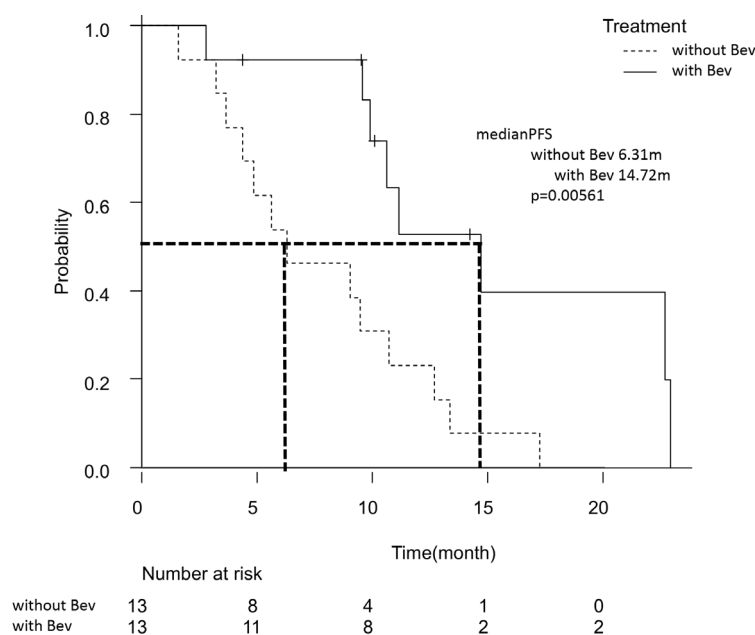 Treatment
without Bev
with Bev
medianPFS
without Bev 6.31m
with Bev 14.72m
p=0.00561
Probability
1.0
0.8
0.6
0.4
0.2
0.0
0 5 10 15 20
Time(month)
Number at risk
without Bev 13 8 4 1 0
with Bev 13 11 8 2 2